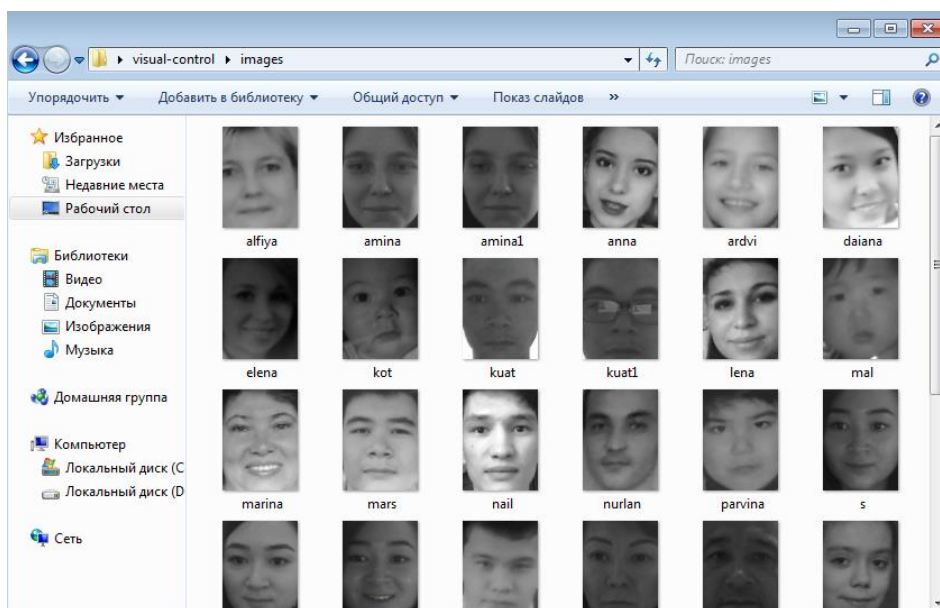 visual-control images
Поиск: images
Упорядочить Добавить в библиотеку Общий доступ Показ слайдов »
Избранное
Загрузки
Недавние места
Рабочий стол
Библиотеки
Видео
Документы
Изображения
Музыка
Домашняя группа
Компьютер
Локальный диск (C
Локальный диск (D
Сеть
alfiya amina amina1 anna ardvi daiana
elena kot kuat kuat1 lena mal
marina mars nail nurlan parvina s